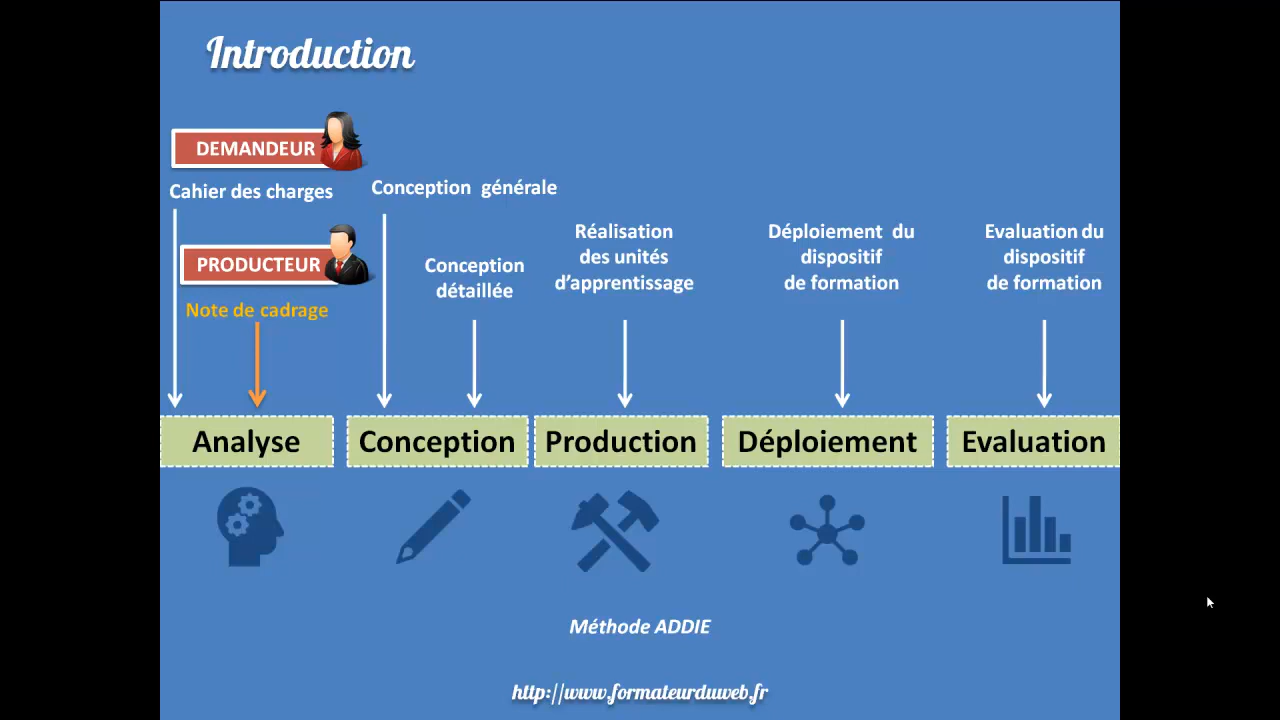 Introduction
DEMANDEUR
Cahier des charges
PRODUCTEUR
Note de cadrage
Conception générale
Conception
détaillée
Réalisation
des unités
d’apprentissage
Déploiement du
dispositif
de formation
Evaluation du
dispositif
de formation
Analyse
Conception
Production
Déploiement
Evaluation
Méthode ADDIE
http://www.formateurduweb.fr